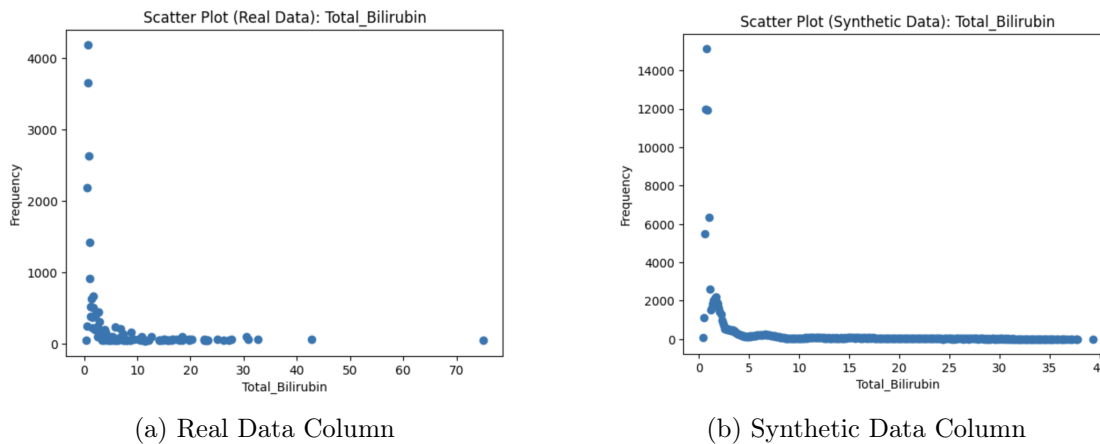 Scatter Plot (Real Data): Total_Bilirubin
4000
3000
2000
1000
0
Frequency
0 10 20 30 40 50 60 70
Total_Bilirubin
(a) Real Data Column
Scatter Plot (Synthetic Data): Total_Bilirubin
14000
12000
10000
8000
6000
4000
2000
0
Frequency
0 5 10 15 20 25 30 35 40
Total_Bilirubin
(b) Synthetic Data Column